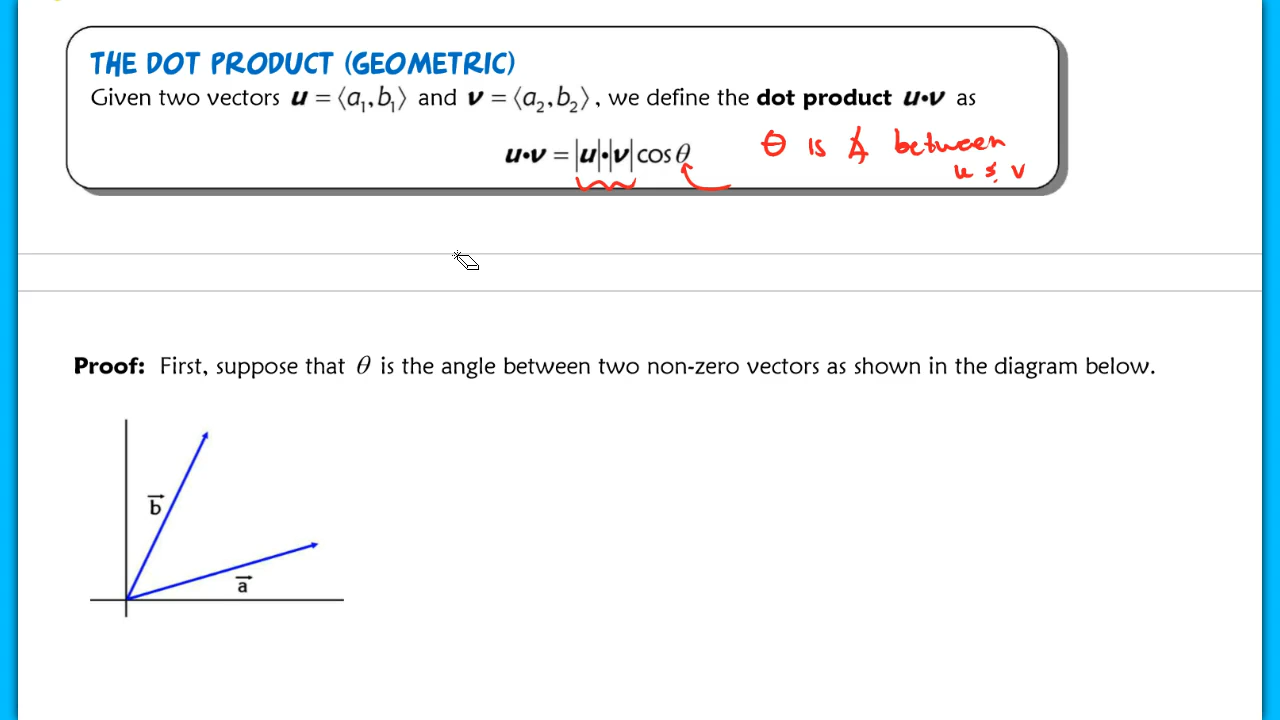 THE DOT PRODUCT (GEOMETRIC)
Given two vectors u = ⟨a₁,b₁⟩ and v = ⟨a₂,b₂⟩, we define the dot product u•v as
u•v = |u|•|v| cos θ
θ is ∡ between
u & v
Proof: First, suppose that θ is the angle between two non-zero vectors as shown in the diagram below.
b⃗
a⃗